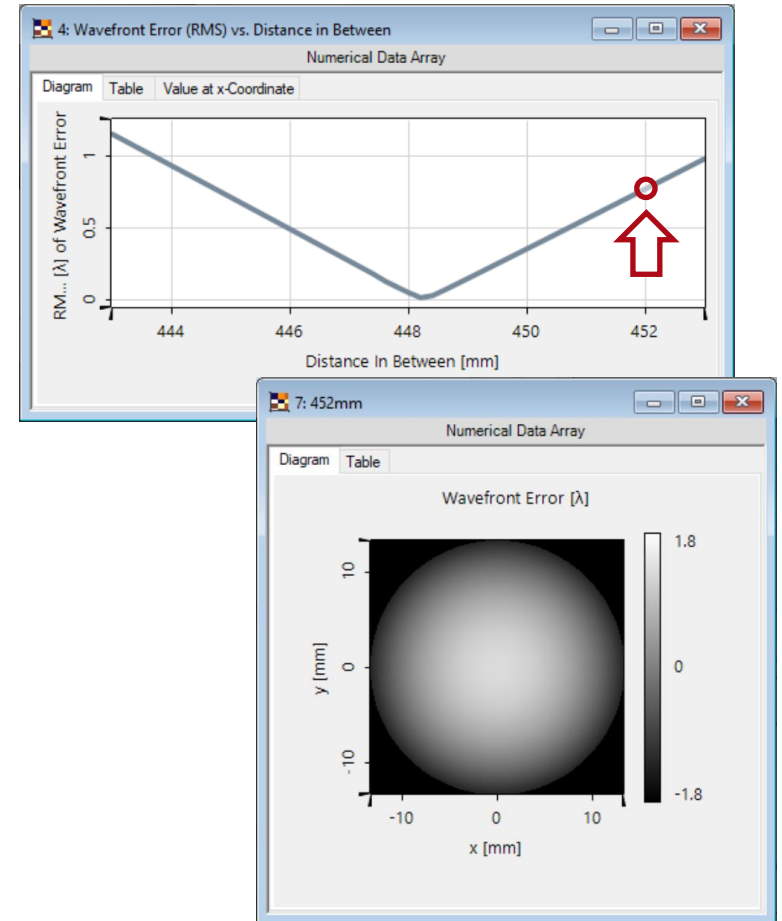 4: Wavefront Error (RMS) vs. Distance in Between
Numerical Data Array
Diagram Table Value at x-Coordinate
RM... [λ] of Wavefront Error
1
0.5
0
444 446 448 450 452
Distance In Between [mm]
7: 452mm
Numerical Data Array
Diagram Table
Wavefront Error [λ]
y [mm]
10
0
-10
1.8
0
-1.8
-10 0 10
x [mm]